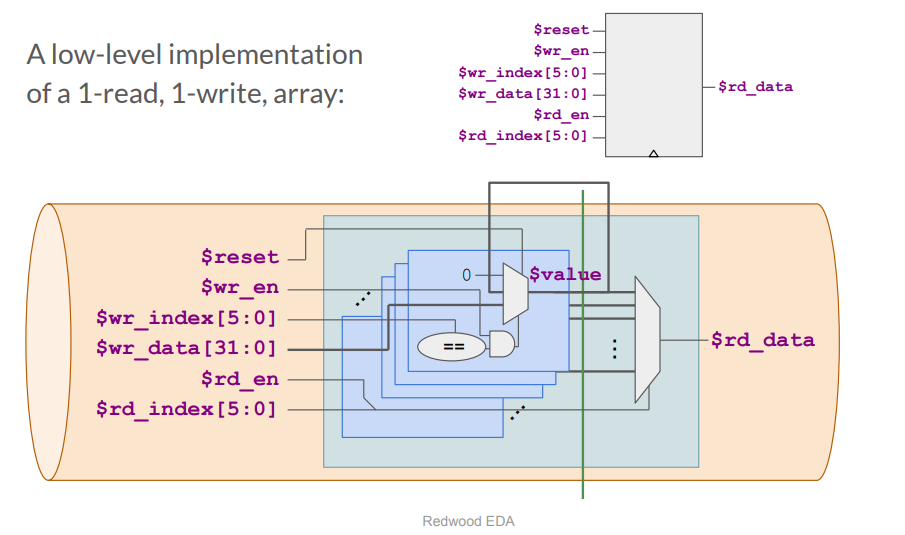 A low-level implementation
of a 1-read, 1-write, array:
$reset
$wr_en
$wr_index[5:0]
$wr_data[31:0]
$rd_en
$rd_index[5:0]
$rd_data
$reset
$wr_en
$wr_index[5:0]
$wr_data[31:0]
$rd_en
$rd_index[5:0]
0
$value
==
$rd_data
Redwood EDA